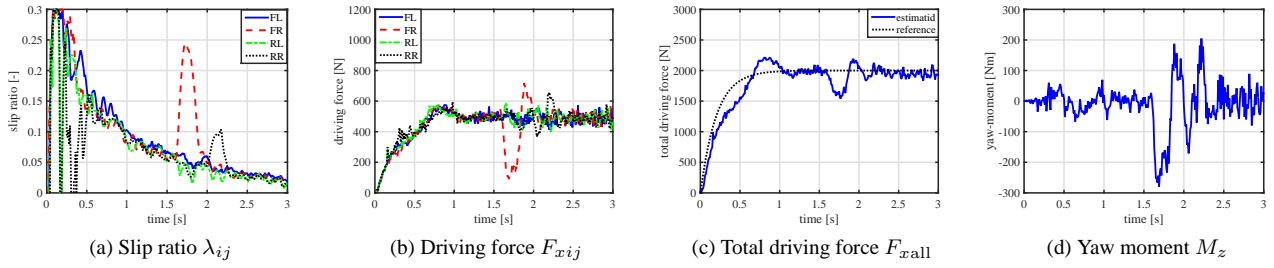 0.3
0.25
0.2
0.15
0.1
0.05
0
slip ratio [-]
FL
FR
RL
RR
0 0.5 1 1.5 2 2.5 3
time [s]
(a) Slip ratio λij
1200
1000
800
600
400
200
0
driving force [N]
FL
FR
RL
RR
0 0.5 1 1.5 2 2.5 3
time [s]
(b) Driving force Fxij
3000
2500
2000
1500
1000
500
0
total driving force [N]
estimatid
reference
0 0.5 1 1.5 2 2.5 3
time [s]
(c) Total driving force Fxall
300
200
100
0
-100
-200
-300
yaw-moment [Nm]
0 0.5 1 1.5 2 2.5 3
time [s]
(d) Yaw moment Mz